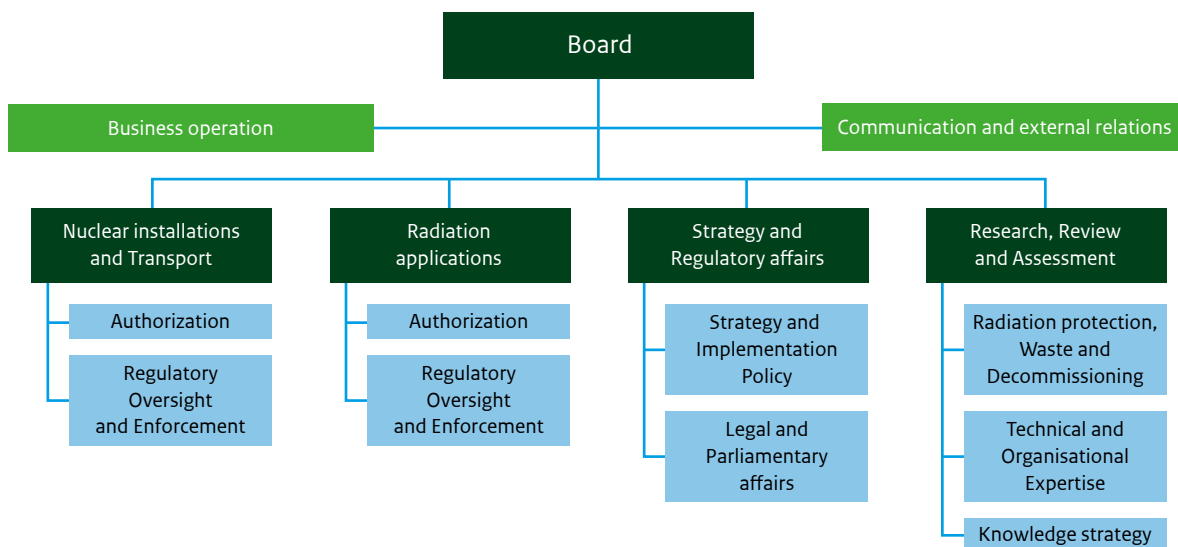 Board
Business operation
Communication and external relations
Nuclear installations
and Transport
Radiation
applications
Strategy and
Regulatory affairs
Research, Review
and Assessment
Authorization
Regulatory
Oversight
and Enforcement
Authorization
Regulatory
Oversight
and Enforcement
Strategy and
Implementation
Policy
Legal and
Parliamentary
affairs
Radiation protection,
Waste and
Decommissioning
Technical and
Organisational
Expertise
Knowledge strategy